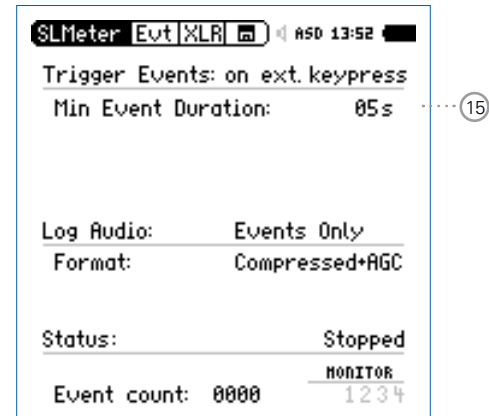 SLMeter Evt XLR A5D 13:52
Trigger Events: on ext. keypress
Min Event Duration: 05s 15
Log Audio: Events Only
Format: Compressed+AGC
Status: Stopped
MONITOR
Event count: 0000 1234